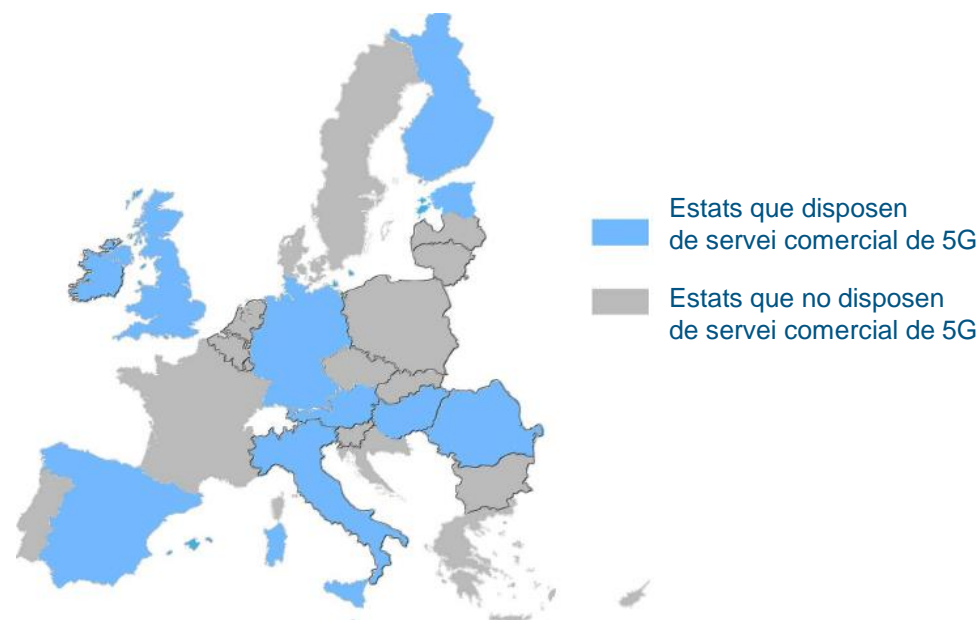 Estats que disposen
de servei comercial de 5G
Estats que no disposen
de servei comercial de 5G